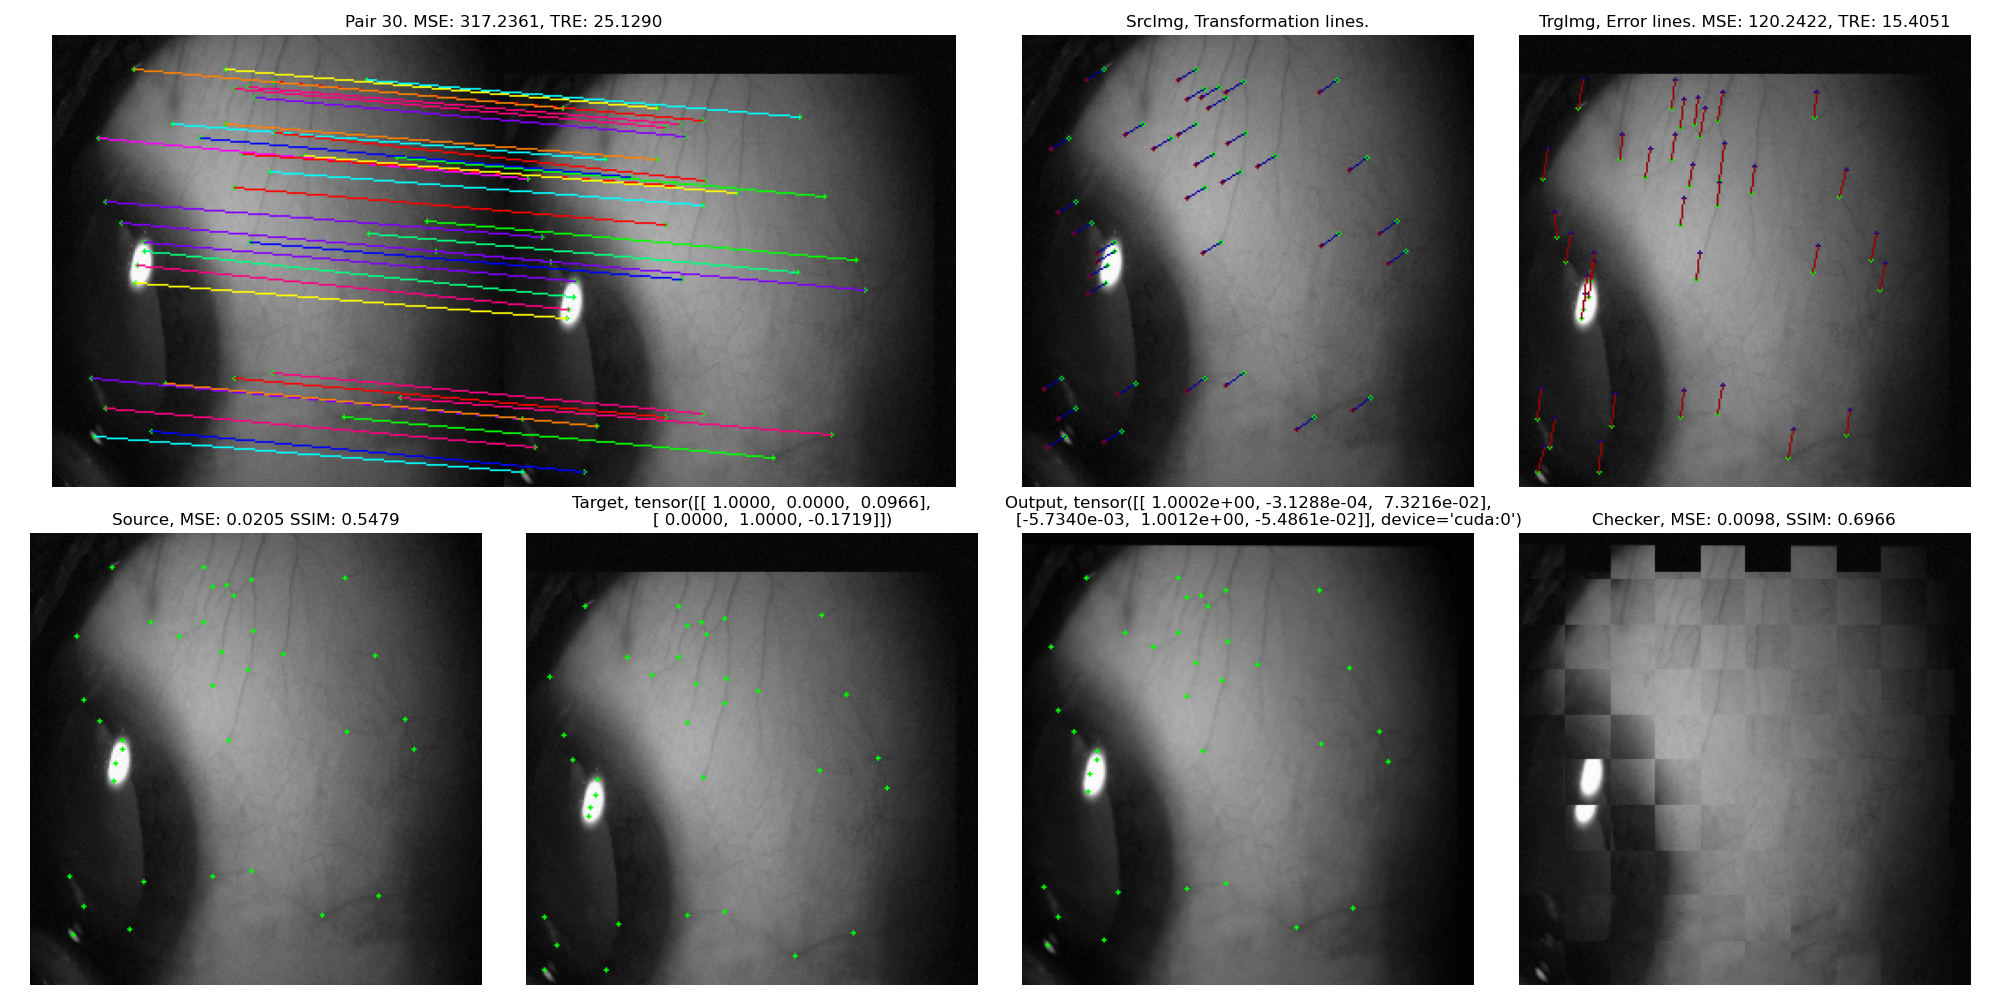 Pair 30. MSE: 317.2361, TRE: 25.1290
SrcImg, Transformation lines.
TrgImg, Error lines. MSE: 120.2422, TRE: 15.4051
Source, MSE: 0.0205 SSIM: 0.5479
Target, tensor([[ 1.0000,  0.0000,  0.0966],
[ 0.0000,  1.0000, -0.1719]])
Output, tensor([[ 1.0002e+00, -3.1288e-04,  7.3216e-02],
[-5.7340e-03,  1.0012e+00, -5.4861e-02]], device='cuda:0')
Checker, MSE: 0.0098, SSIM: 0.6966